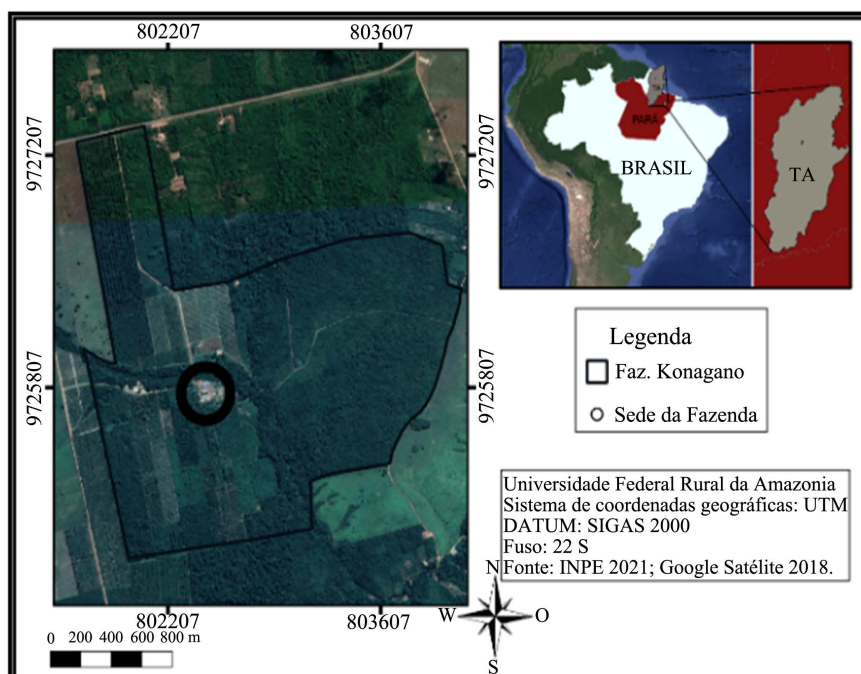 802207 803607
9727207
9727207
9725807
9725807
802207 803607
0 200 400 600 800 m
PARÁ
BRASIL
TA
Legenda
Faz. Konagano
Sede da Fazenda
Universidade Federal Rural da Amazonia
Sistema de coordenadas geográficas: UTM
DATUM: SIGAS 2000
Fuso: 22 S
Fonte: INPE 2021; Google Satélite 2018.
N
W O
S